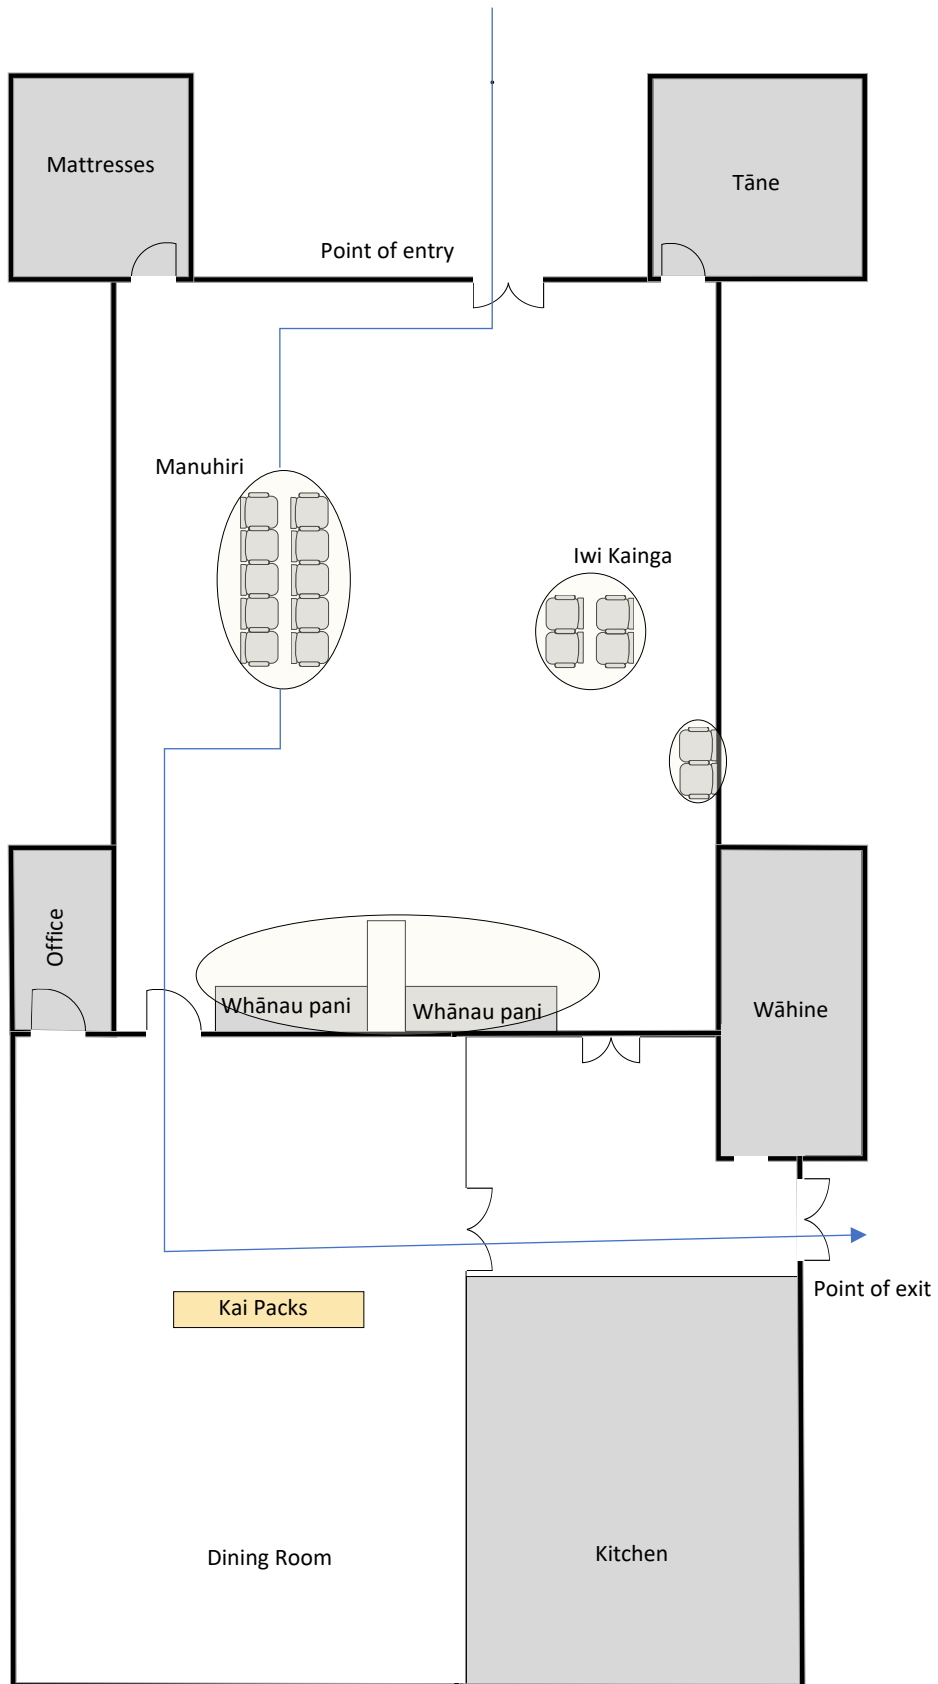 Mattresses
Tāne
Point of entry
Manuhiri
Iwi Kainga
Office
Whānau pani
Whānau pani
Wāhine
Point of exit
Kai Packs
Dining Room
Kitchen